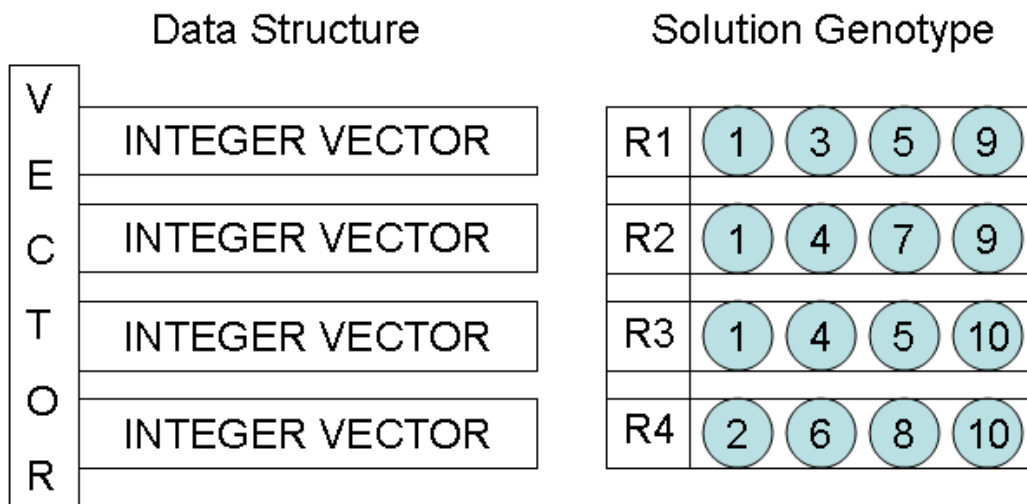 Data Structure
Solution Genotype
VECTOR
INTEGER VECTOR
INTEGER VECTOR
INTEGER VECTOR
INTEGER VECTOR
R1 1 3 5 9
R2 1 4 7 9
R3 1 4 5 10
R4 2 6 8 10